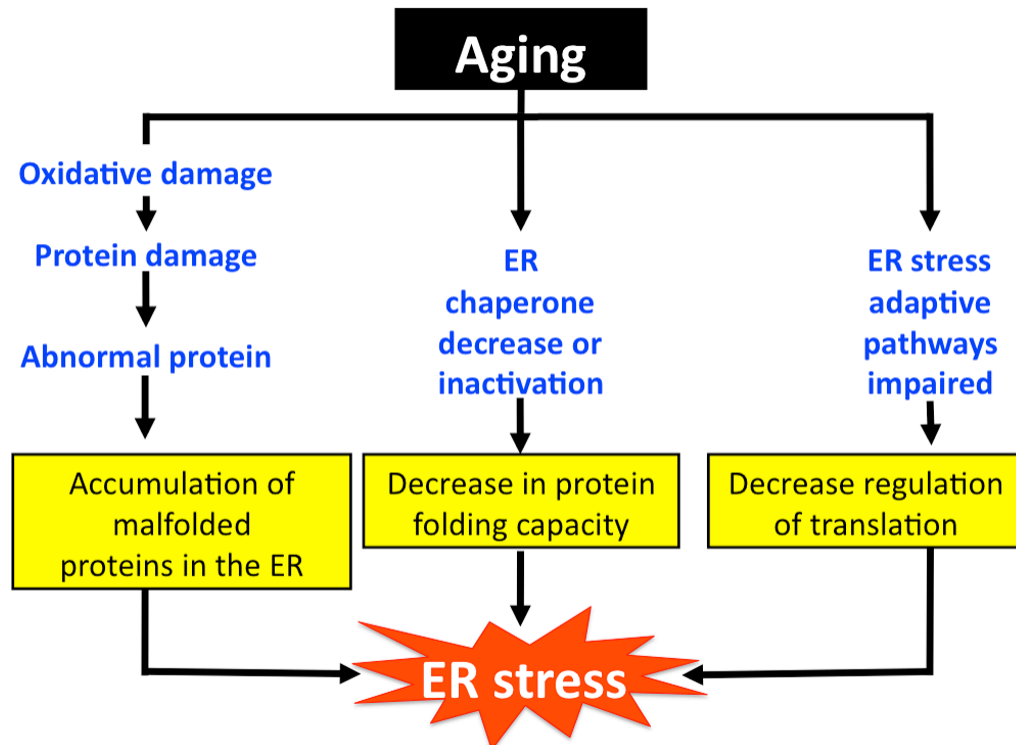 Aging
Oxidative damage
Protein damage
Abnormal protein
Accumulation of
malfolded
proteins in the ER
ER
chaperone
decrease or
inactivation
Decrease in protein
folding capacity
ER stress
adaptive
pathways
impaired
Decrease regulation
of translation
ER stress